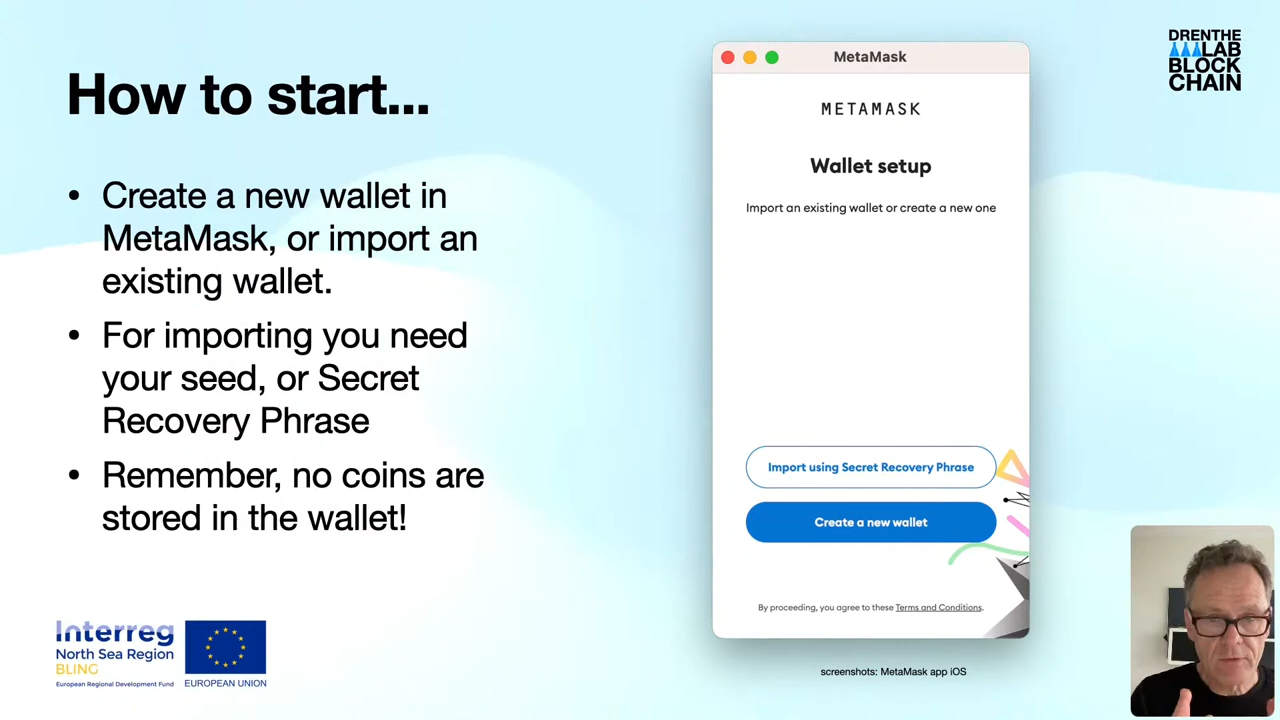 How to start...
• Create a new wallet in
MetaMask, or import an
existing wallet.
• For importing you need
your seed, or Secret
Recovery Phrase
• Remember, no coins are
stored in the wallet!
Interreg
North Sea Region
BLING
European Regional Development Fund
EUROPEAN UNION
MetaMask
METAMASK
Wallet setup
Import an existing wallet or create a new one
Import using Secret Recovery Phrase
Create a new wallet
By proceeding, you agree to these Terms and Conditions.
screenshots: MetaMask app iOS
DRENTHE
LAB
BLOCK
CHAIN